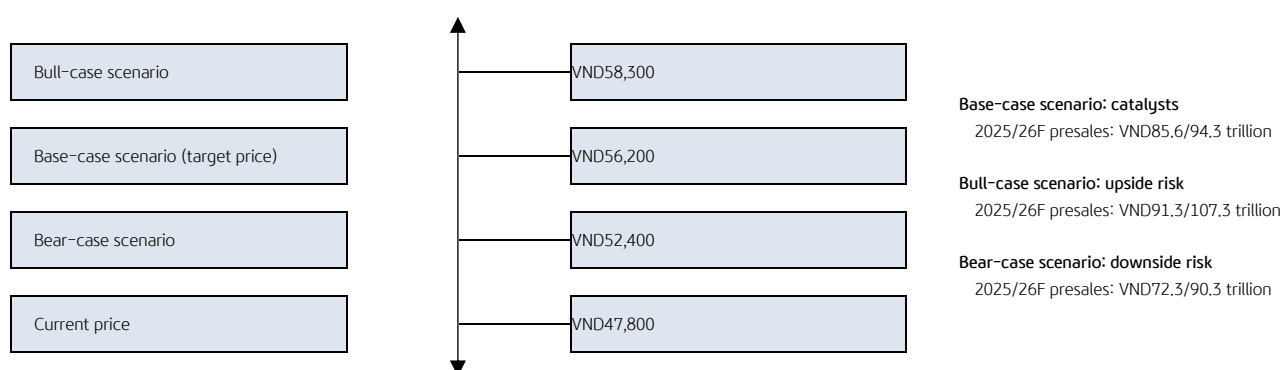 Bull-case scenario
VND58,300
Base-case scenario (target price)
VND56,200
Bear-case scenario
VND52,400
Current price
VND47,800
Base-case scenario: catalysts
2025/26F presales: VND85.6/94.3 trillion
Bull-case scenario: upside risk
2025/26F presales: VND91.3/107.3 trillion
Bear-case scenario: downside risk
2025/26F presales: VND72.3/90.3 trillion